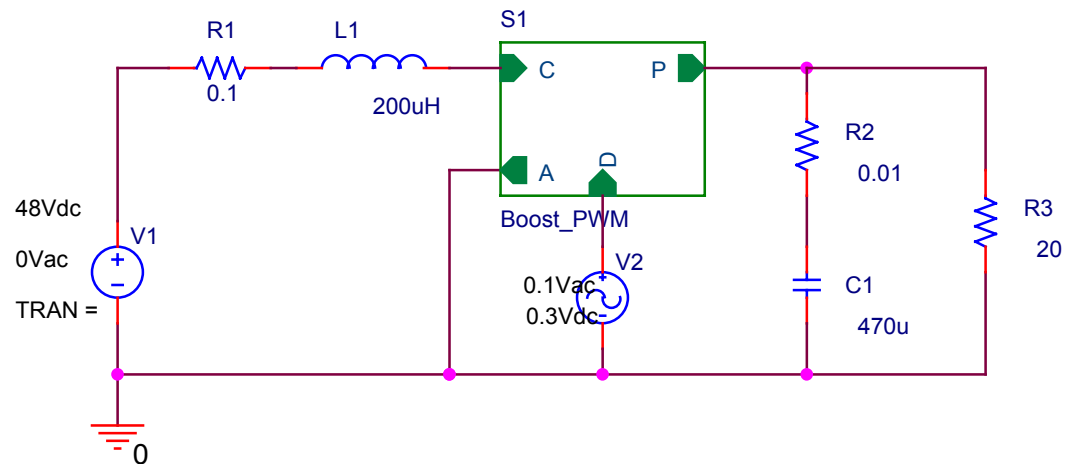 S1
R1
L1
0.1
200uH
C
P
A
D
Boost_PWM
R2
0.01
R3
20
48Vdc
V1
0Vac
TRAN =
V2
0.1Vac
0.3Vdc
C1
470u
0